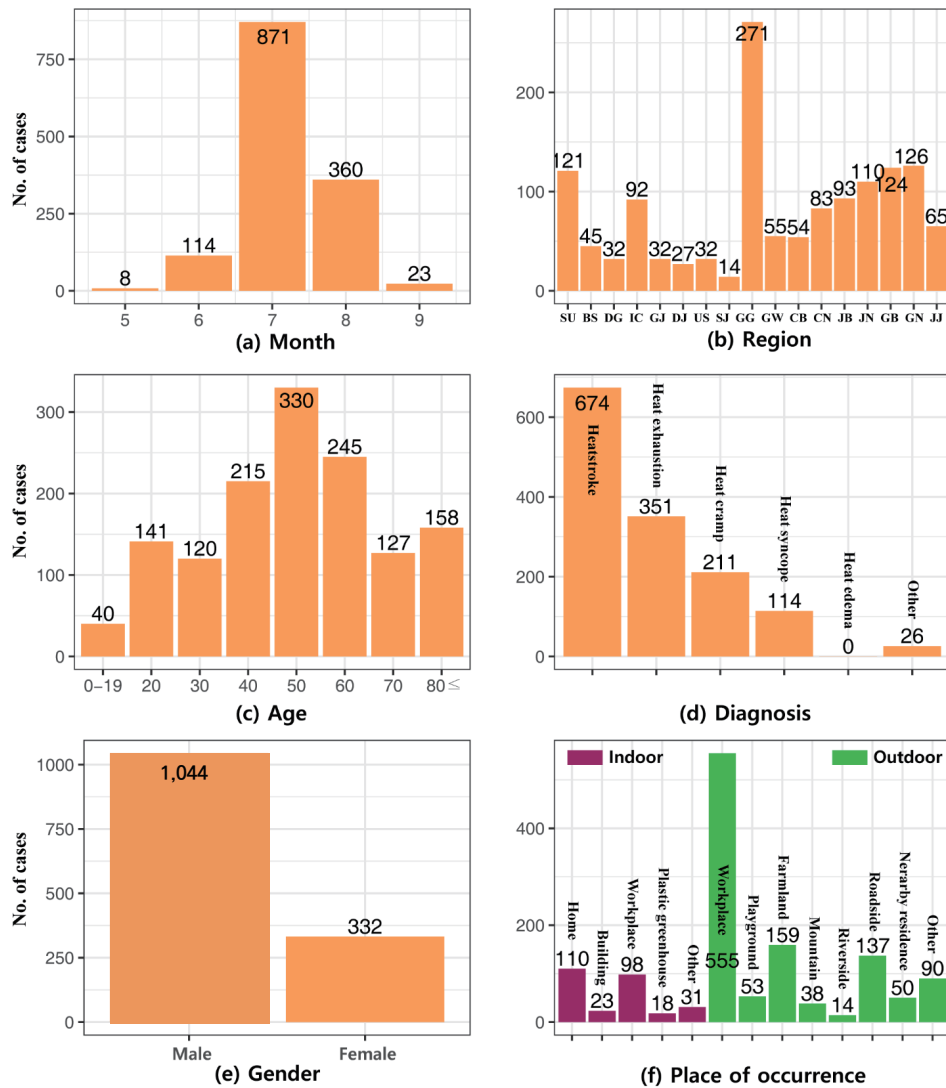 No. of cases
750
500
250
0
8
114
871
360
23
5 6 7 8 9
(a) Month
200
100
0
121 45 32 92 32 27 32 14 271 55 54 83 93 110 124 126 65
SU BS DG IC GJ DJ US SJ GG GW CB CN JB JN GB GN JJ
(b) Region
No. of cases
300
200
100
0
40 141 120 215 330 245 127 158
0-19 20 30 40 50 60 70 80≤
(c) Age
600
400
200
0
674 351 211 114 0 26
Heatstroke
Heat exhaustion
Heat cramp
Heat syncope
Heat edema
Other
(d) Diagnosis
No. of cases
1000
750
500
250
0
1,044
332
Male Female
(e) Gender
Indoor Outdoor
400
200
0
Home
Building
Workplace
Plastic greenhouse
Other
Workplace
Playground
Farmland
Mountain
Riverside
Roadside
Nerarby residence
Other
110 23 98 18 31 555 53 159 38 14 137 50 90
(f) Place of occurrence